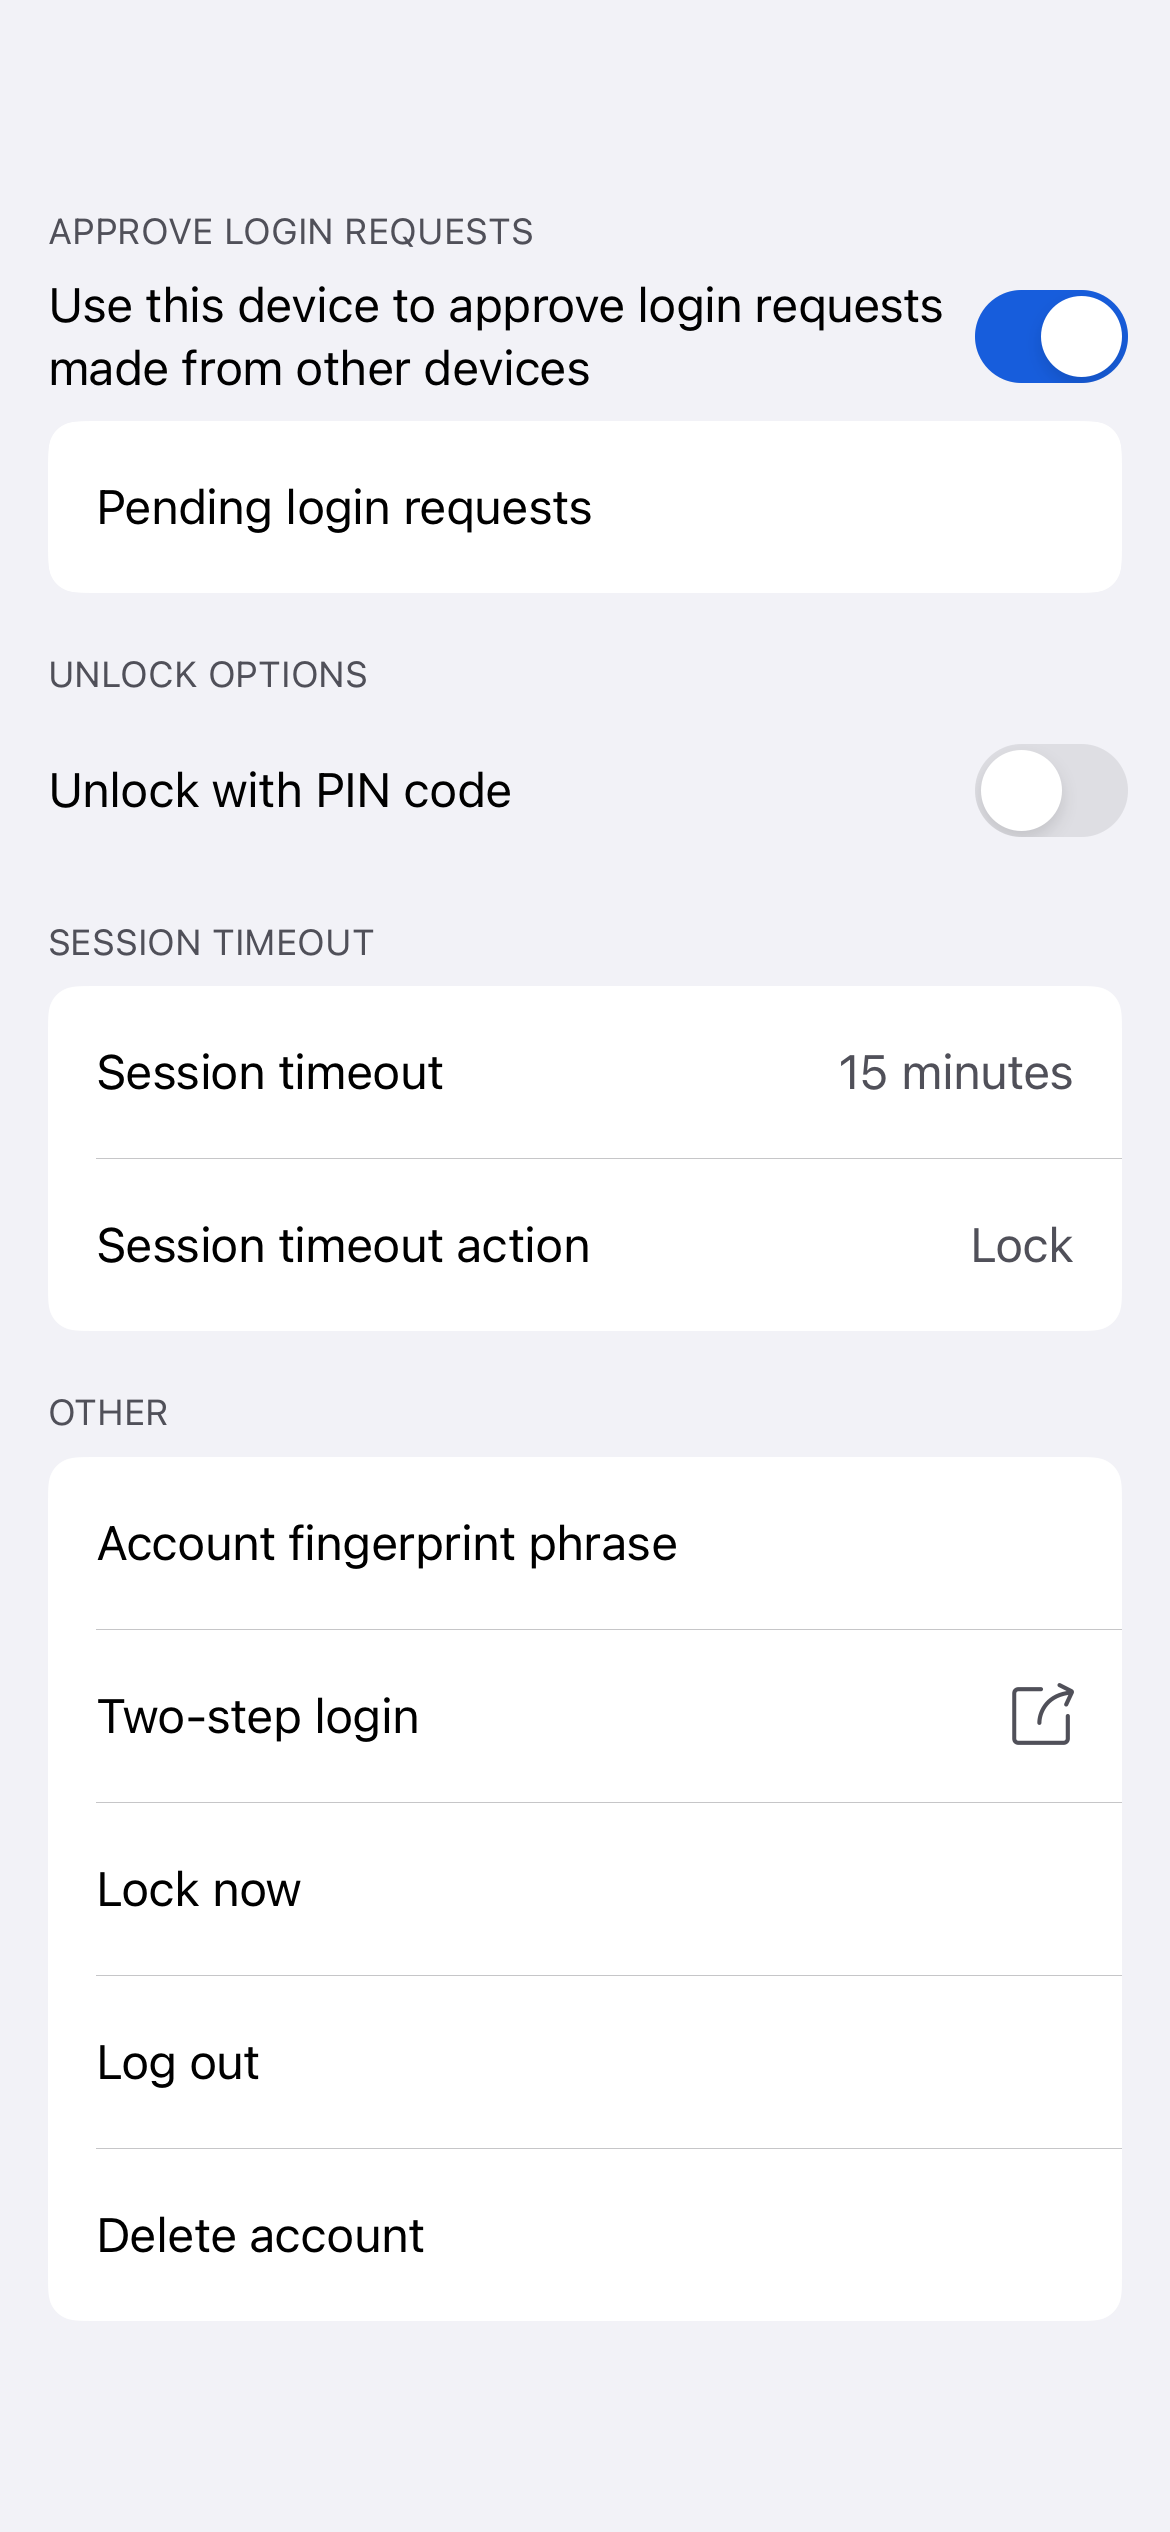 APPROVE LOGIN REQUESTS
Use this device to approve login requests
made from other devices
Pending login requests
UNLOCK OPTIONS
Unlock with PIN code
SESSION TIMEOUT
Session timeout 15 minutes
Session timeout action Lock
OTHER
Account fingerprint phrase
Two-step login
Lock now
Log out
Delete account